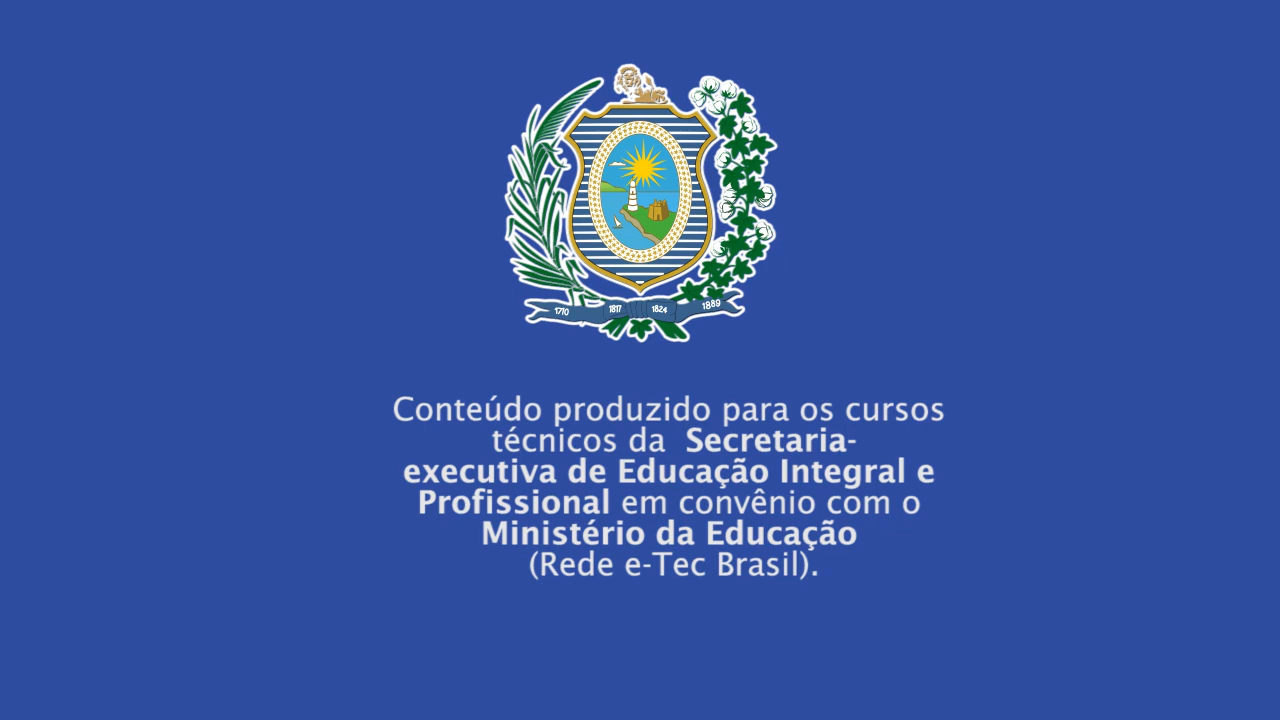 1710 1817 1824 1889
Conteúdo produzido para os cursos
técnicos da Secretaria-
executiva de Educação Integral e
Profissional em convênio com o
Ministério da Educação
(Rede e-Tec Brasil).